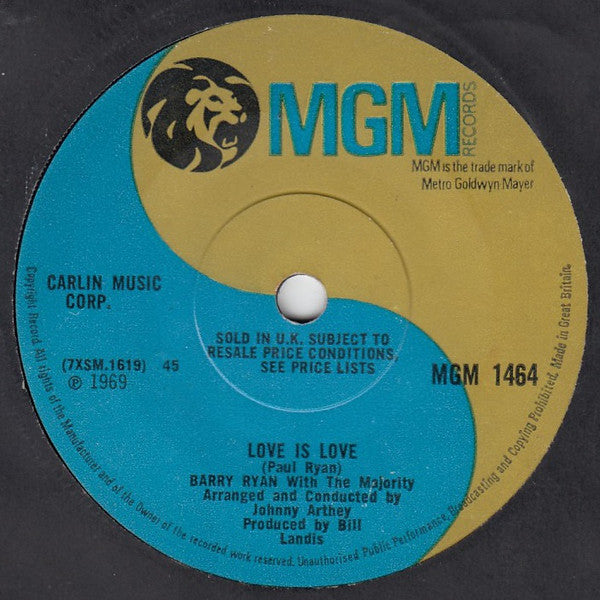 MGM
RECORDS
MGM is the trade mark of
Metro Goldwyn Mayer
CARLIN MUSIC
CORP.
(7XSM.1619) 45
℗ 1969
SOLD IN U.K. SUBJECT TO
RESALE PRICE CONDITIONS,
SEE PRICE LISTS
MGM 1464
LOVE IS LOVE
(Paul Ryan)
BARRY RYAN With The Majority
Arranged and Conducted by
Johnny Arthey
Produced by Bill
Landis
Copyright Record All rights of the Manufacturer and of the Owner of the recorded work reserved. Unauthorised Public Performance, Broadcasting and Copying Prohibited. Made in Great Britain.